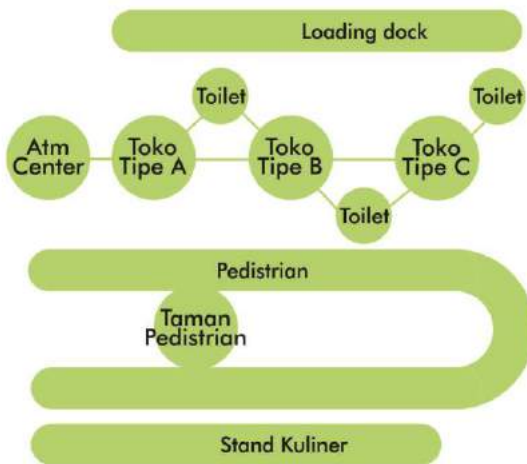 Loading dock
Toilet
Toilet
Atm
Center
Toko
Tipe A
Toko
Tipe B
Toko
Tipe C
Toilet
Pedistrian
Taman
Pedistrian
Stand Kuliner